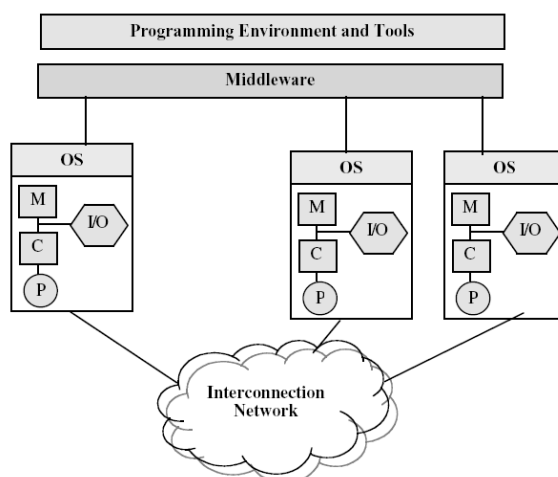 Programming Environment and Tools
Middleware
OS
M
I/O
C
P
OS
M
I/O
C
P
OS
M
I/O
C
P
Interconnection
Network